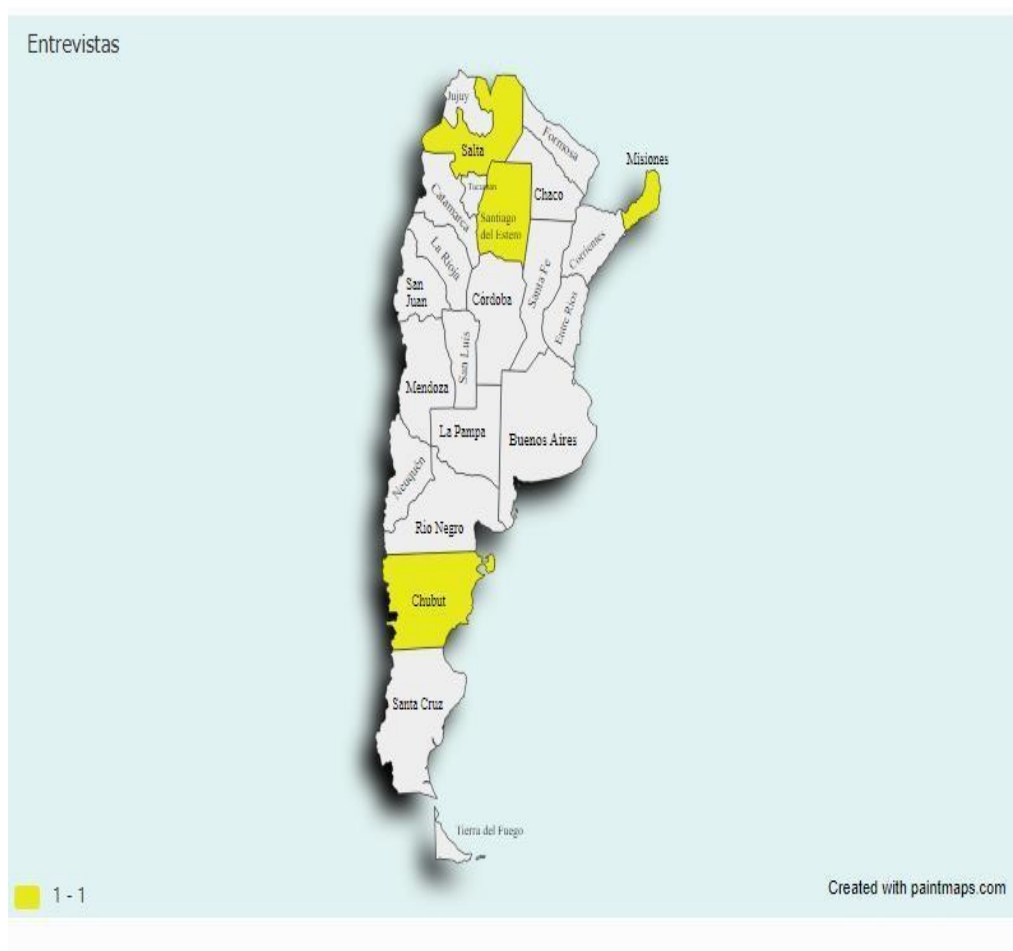 Entrevistas
Jujuy
Formosa
Salta
Misiones
Tucumán
Chaco
Catamarca
Santiago
del Estero
Corrientes
La Rioja
Santa Fe
San
Juan
Córdoba
Entre Ríos
San Luis
Mendoza
La Pampa
Buenos Aires
Neuquén
Río Negro
Chubut
Santa Cruz
Tierra del Fuego
1 - 1
Created with paintmaps.com